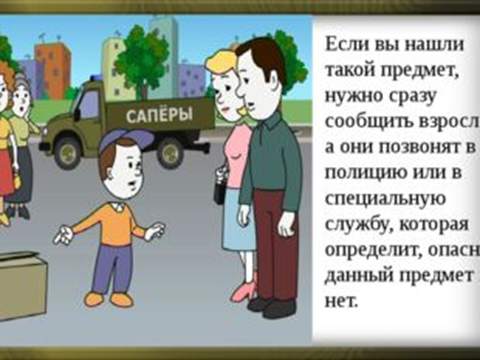 САПЁРЫ
Если вы нашли
такой предмет,
нужно сразу
сообщить взросл
а они позвонят в
полицию или в
специальную
службу, которая
определит, опасн
данный предмет
нет.